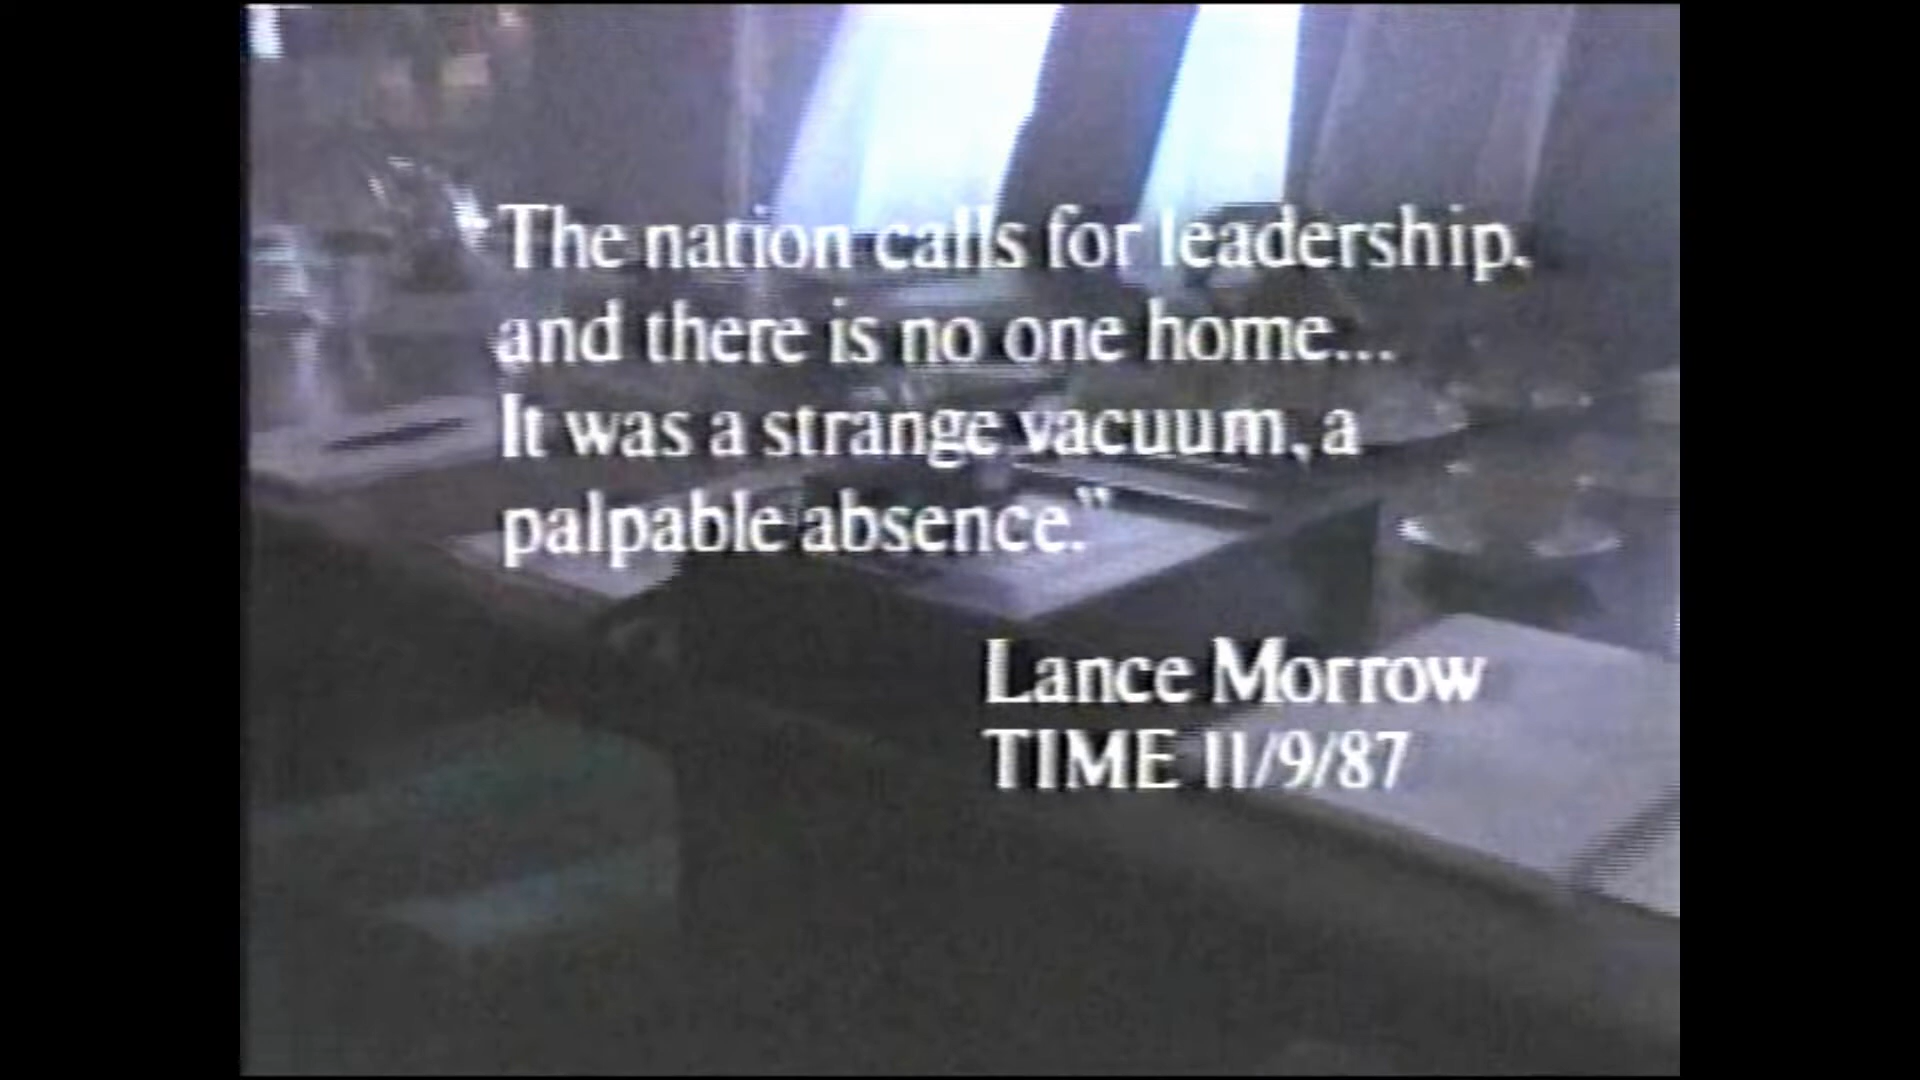 "The nation calls for leadership,
and there is no one home...
It was a strange vacuum, a
palpable absence."
Lance Morrow
TIME 11/9/87